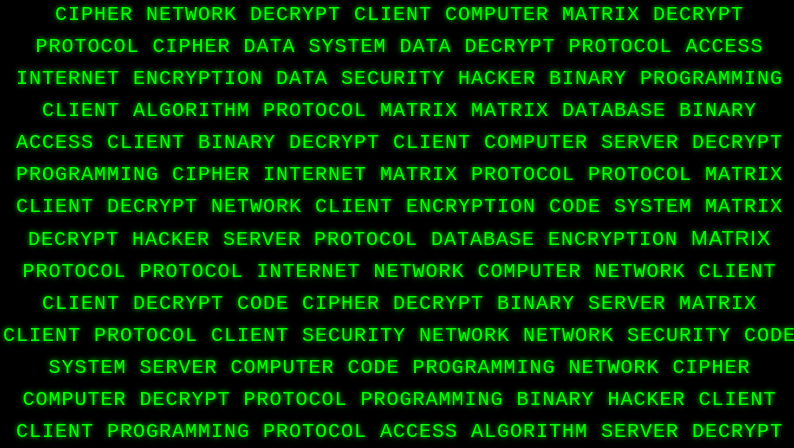 CIPHER NETWORK DECRYPT CLIENT COMPUTER MATRIX DECRYPT
PROTOCOL CIPHER DATA SYSTEM DATA DECRYPT PROTOCOL ACCESS
INTERNET ENCRYPTION DATA SECURITY HACKER BINARY PROGRAMMING
CLIENT ALGORITHM PROTOCOL MATRIX MATRIX DATABASE BINARY
ACCESS CLIENT BINARY DECRYPT CLIENT COMPUTER SERVER DECRYPT
PROGRAMMING CIPHER INTERNET MATRIX PROTOCOL PROTOCOL MATRIX
CLIENT DECRYPT NETWORK CLIENT ENCRYPTION CODE SYSTEM MATRIX
DECRYPT HACKER SERVER PROTOCOL DATABASE ENCRYPTION MATRIX
PROTOCOL PROTOCOL INTERNET NETWORK COMPUTER NETWORK CLIENT
CLIENT DECRYPT CODE CIPHER DECRYPT BINARY SERVER MATRIX
CLIENT PROTOCOL CLIENT SECURITY NETWORK NETWORK SECURITY CODE
SYSTEM SERVER COMPUTER CODE PROGRAMMING NETWORK CIPHER
COMPUTER DECRYPT PROTOCOL PROGRAMMING BINARY HACKER CLIENT
CLIENT PROGRAMMING PROTOCOL ACCESS ALGORITHM SERVER DECRYPT